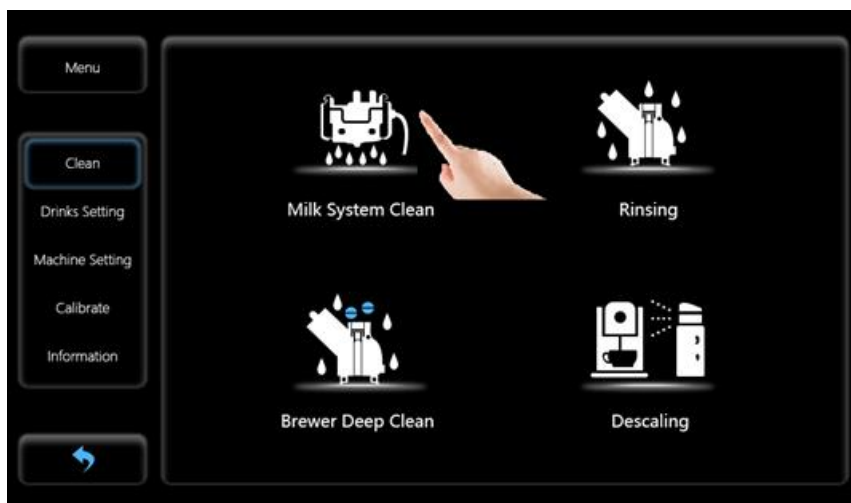 Menu
Clean
Drinks Setting
Machine Setting
Calibrate
Information
Milk System Clean
Rinsing
Brewer Deep Clean
Descaling